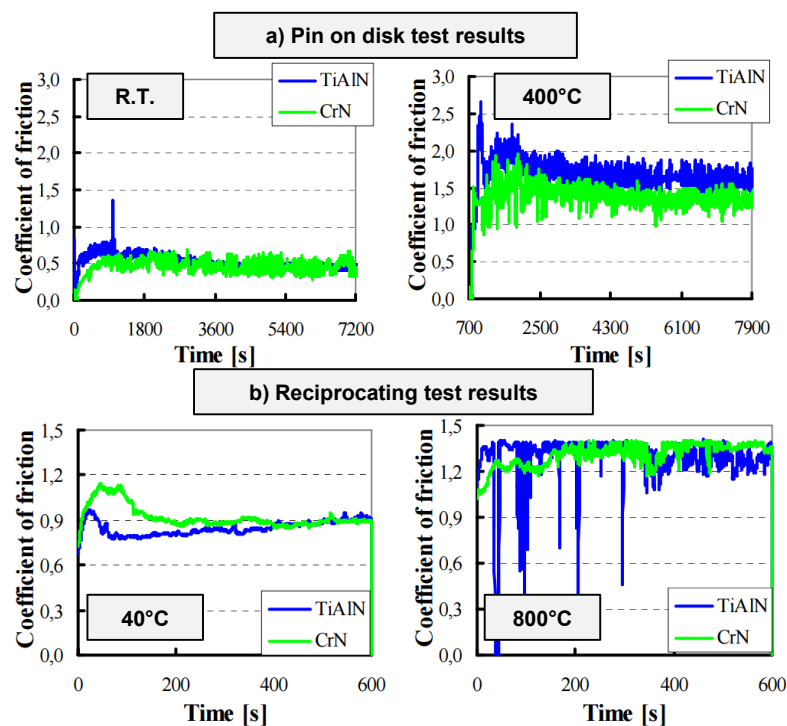 a) Pin on disk test results
Coefficient of friction
3,0
2,5
2,0
1,5
1,0
0,5
0,0
R.T.
TiAlN
CrN
0
1800
3600
5400
7200
Time [s]
Coefficient of friction
3,0
2,5
2,0
1,5
1,0
0,5
0,0
400°C
TiAlN
CrN
700
2500
4300
6100
7900
Time [s]
b) Reciprocating test results
Coefficient of friction
1,5
1,2
0,9
0,6
0,3
0,0
40°C
TiAlN
CrN
0
200
400
600
Time [s]
Coefficient of friction
1,5
1,2
0,9
0,6
0,3
0,0
800°C
TiAlN
CrN
0
200
400
600
Time [s]